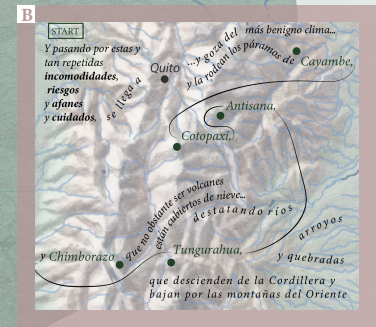 B
START
Y pasando por estas y
tan repetidas
incomodidades,
riesgos
y afanes
y cuidados,
se llega a
Quito
...y goza del más benigno clima...
y la rodean los páramos de
Cayambe,
Antisana,
Cotopaxi,
Tungurahua,
y Chimborazo
que no obstante ser volcanes
están cubiertos de nieve...
destalando ríos
arroyos
y quebradas
que descienden de la Cordillera y
bajan por las montañas del Oriente